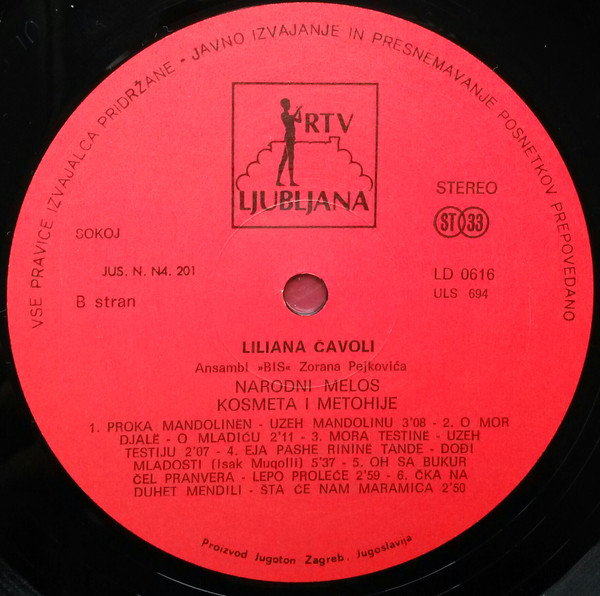 VSE PRAVICE IZVAJALCA PRIDRŽANE - JAVNO IZVAJANJE IN PRESNEMAVANJE POSNETKOV PREPOVEDANO
RTV
LJUBLJANA
STEREO
SOKOJ
ST 33
JUS. N. N4. 201
LD 0616
B stran
ULS 694
LILIANA ĆAVOLI
Ansambl »BIS« Zorana Pejkovića
NARODNI MELOS
KOSMETA I METOHIJE
1. PROKA MANDOLINEN - UZEH MANDOLINU 3'08 - 2. O MOR
DJALË - O MLADIĆU 2'11 - 3. MORA TESTINE - UZEH
TESTIJU 2'07 - 4. EJA PASHE RININE TANDE - DOĐI
MLADOSTI (Isak Muqolli) 5'37 - 5. OH SA BUKUR
ÇEL PRANVERA - LEPO PROLEĆE 2'59 - 6. ÇKA NA
DUHET MENDILI - ŠTA ĆE NAM MARAMICA 2'50
Proizvod Jugoton Zagreb, Jugoslavija